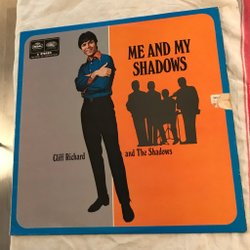 ME AND MY
SHADOWS
Cliff Richard
and The Shadows